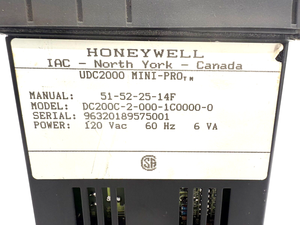 HONEYWELL
IAC - North York - Canada
UDC2000 MINI-PRO™
MANUAL: 51-52-25-14F
MODEL: DC200C-2-000-1C0000-0
SERIAL: 96320189575001
POWER: 120 Vac 60 Hz 6 VA